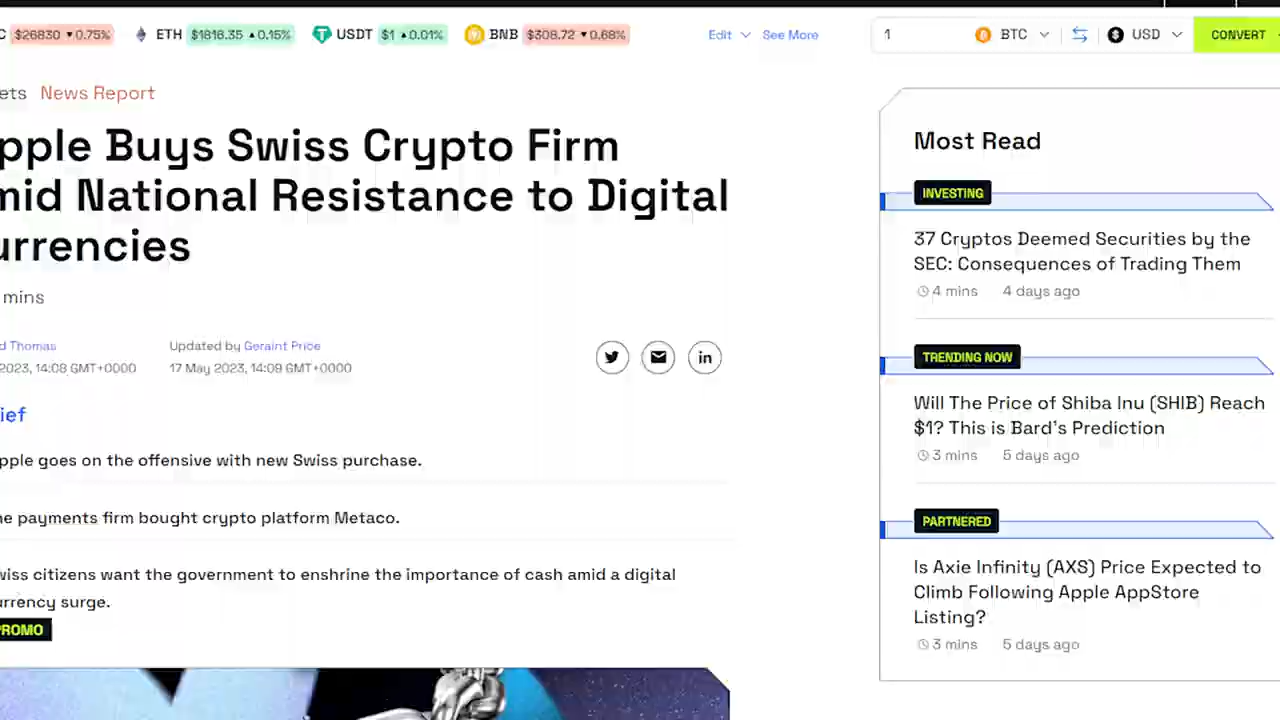 C $26830 ▾0.75% ETH $1816.35 ▴0.15% USDT $1 ▴0.01% BNB $308.72 ▾0.68% Edit See More 1 BTC USD CONVERT
ets News Report
pple Buys Swiss Crypto Firm
mid National Resistance to Digital
urrencies
mins
d Thomas Updated by Geraint Price
2023, 14:08 GMT+0000 17 May 2023, 14:09 GMT+0000
ief
pple goes on the offensive with new Swiss purchase.
he payments firm bought crypto platform Metaco.
wiss citizens want the government to enshrine the importance of cash amid a digital
urrency surge.
PROMO
Most Read
INVESTING
37 Cryptos Deemed Securities by the
SEC: Consequences of Trading Them
4 mins 4 days ago
TRENDING NOW
Will The Price of Shiba Inu (SHIB) Reach
$1? This is Bard's Prediction
3 mins 5 days ago
PARTNERED
Is Axie Infinity (AXS) Price Expected to
Climb Following Apple AppStore
Listing?
3 mins 5 days ago